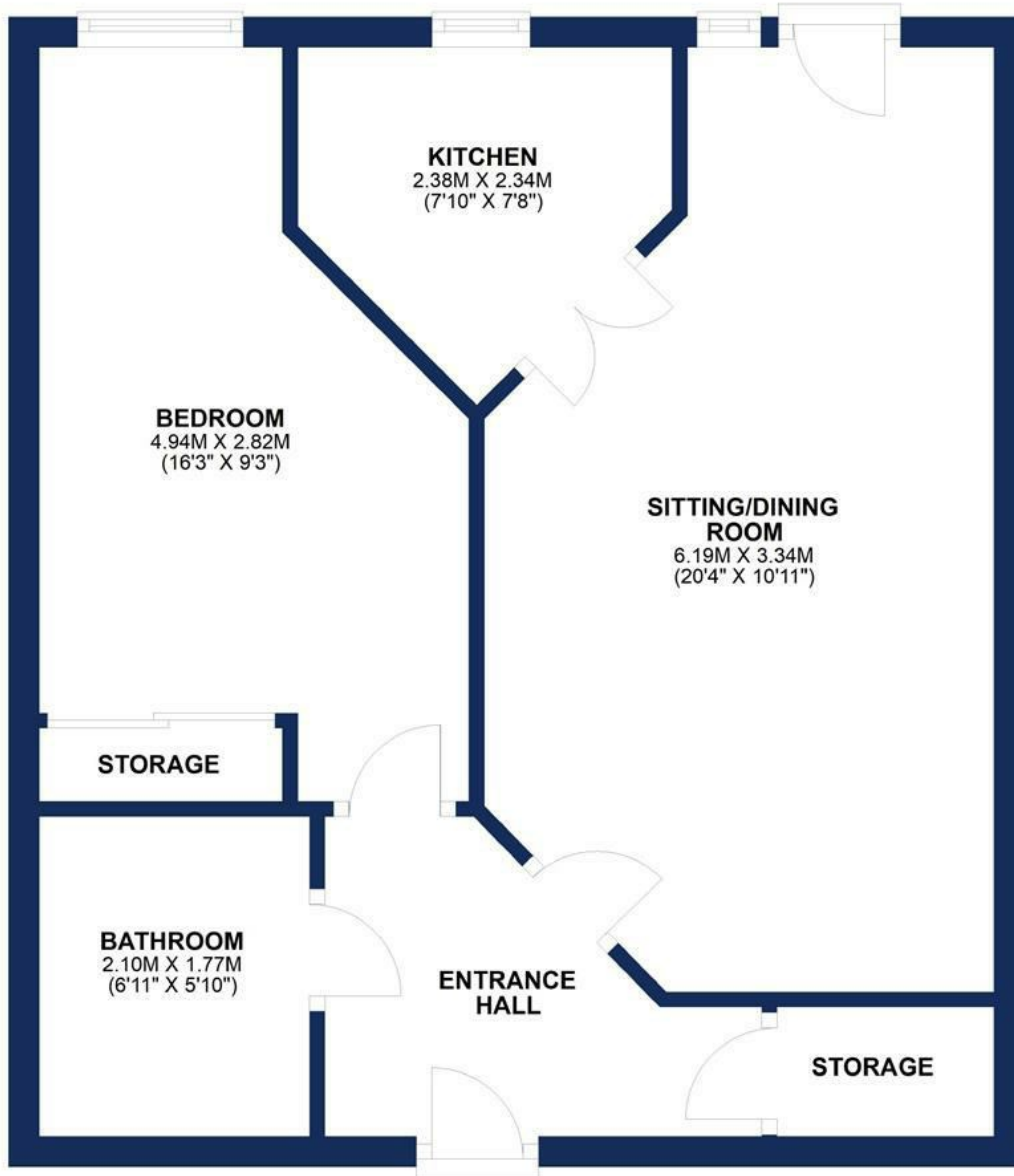 KITCHEN
2.38M X 2.34M
(7'10" X 7'8")
BEDROOM
4.94M X 2.82M
(16'3" X 9'3")
SITTING/DINING
ROOM
6.19M X 3.34M
(20'4" X 10'11")
STORAGE
BATHROOM
2.10M X 1.77M
(6'11" X 5'10")
ENTRANCE
HALL
STORAGE